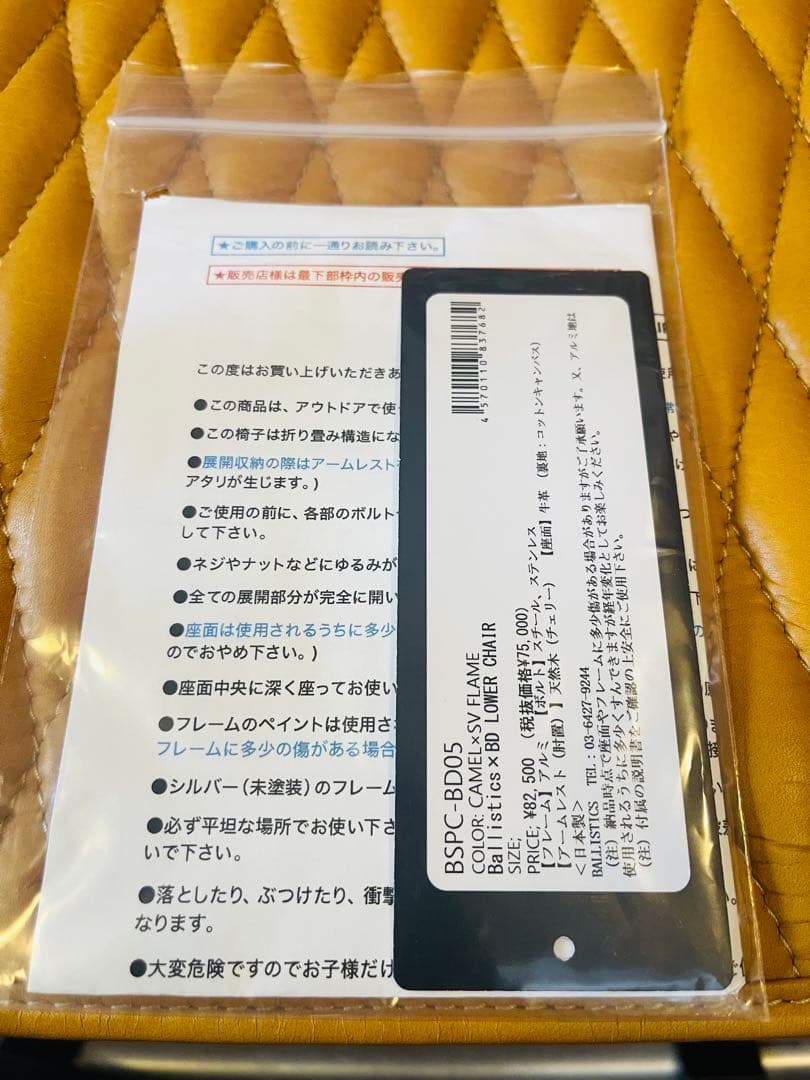 ★ご購入の前に一通りお読み下さい。
★販売店様は最下部枠内の販売
この度はお買い上げいただきあ
●この商品は、アウトドアで使
●この椅子は折り畳み構造にな
●展開収納の際はアームレスト
アタリが生じます。)
●ご使用の前に、各部のボルト
して下さい。
●ネジやナットなどにゆるみが
●全ての展開部分が完全に開い
●座面は使用されるうちに多少
のでおやめ下さい。)
●座面中央に深く座ってお使い
●フレームのペイントは使用さ
フレームに多少の傷がある場合
●シルバー(未塗装)のフレーム
●必ず平坦な場所でお使い下さ
いで下さい。
●落としたり、ぶつけたり、衝撃
なります。
●大変危険ですのでお子様だけ
4 570110 837682
BSPC-BD05
COLOR: CAMEL×SV FLAME
Ballistics×BD LOWER CHAIR
SIZE;
PRICE; ¥82,500 (税抜価格¥75,000)
【フレーム】アルミ 【ボルト】スチール、ステンレス
【アームレスト(肘置)】天然木(チェリー) 【座面】牛革 (裏地:コットンキャンバス)
<日本製>
BALLISTICS TEL: 03-6427-9244
(注) 納品時点で座面やフレームに多少傷がある場合がありますがご了承願います。又、アルミ地は
使用されるうちに多少くすんできますが経年変化としてお楽しみください。
(注) 付属の説明書をご確認の上安全にご使用下さい。